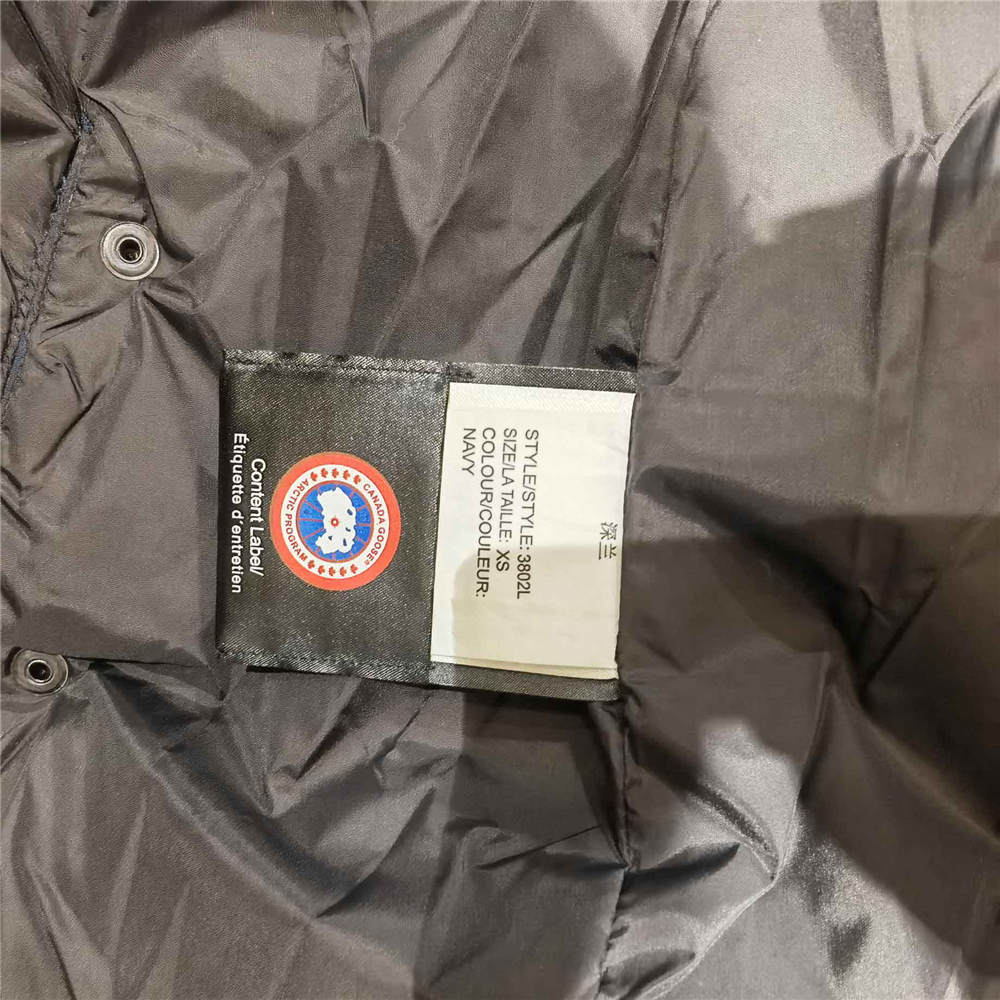 深兰
STYLE/STYLE: 3802L
SIZE/LA TAILLE: XS
COLOUR/COULEUR:
NAVY
CANADA GOOSE®
ARCTIC PROGRAM
Content Label/
Étiquette d'entretien